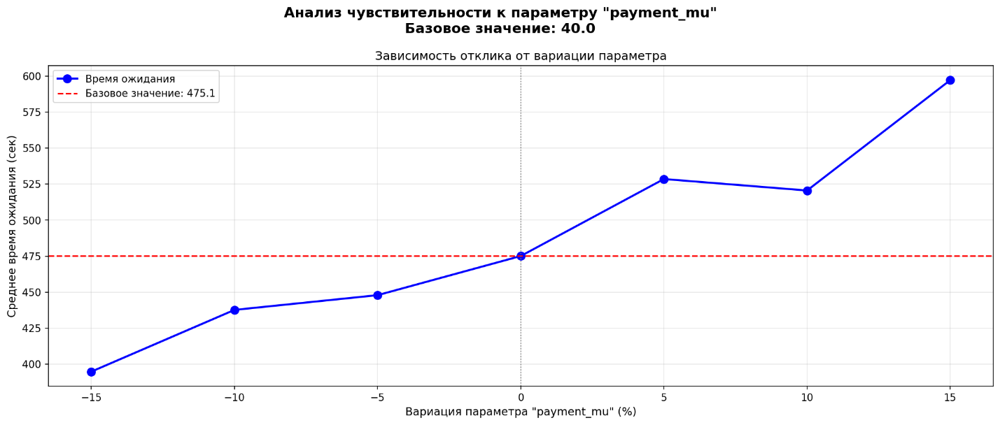 Анализ чувствительности к параметру "payment_mu"
Базовое значение: 40.0
Зависимость отклика от вариации параметра
Время ожидания
Базовое значение: 475.1
Среднее время ожидания (сек)
600
575
550
525
500
475
450
425
400
−15
−10
−5
0
5
10
15
Вариация параметра "payment_mu" (%)